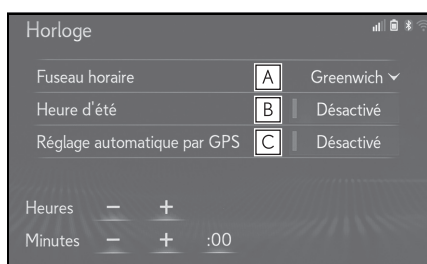 Horloge
Fuseau horaire A Greenwich
Heure d'été B Désactivé
Réglage automatique par GPS C Désactivé
Heures − +
Minutes − + :00